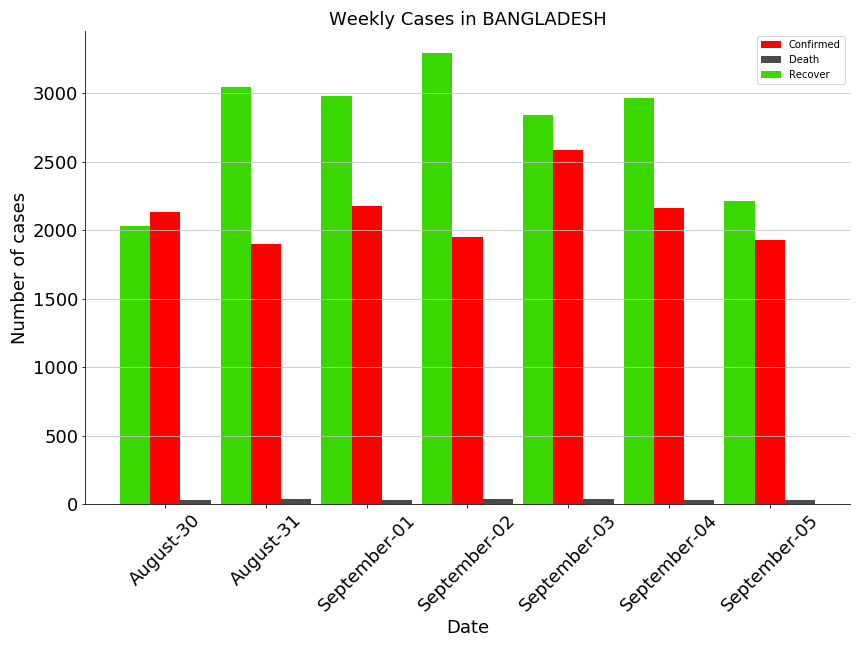 Weekly Cases in BANGLADESH
Confirmed
Death
Recover
Number of cases
3000
2500
2000
1500
1000
500
0
August-30
August-31
September-01
September-02
September-03
September-04
September-05
Date